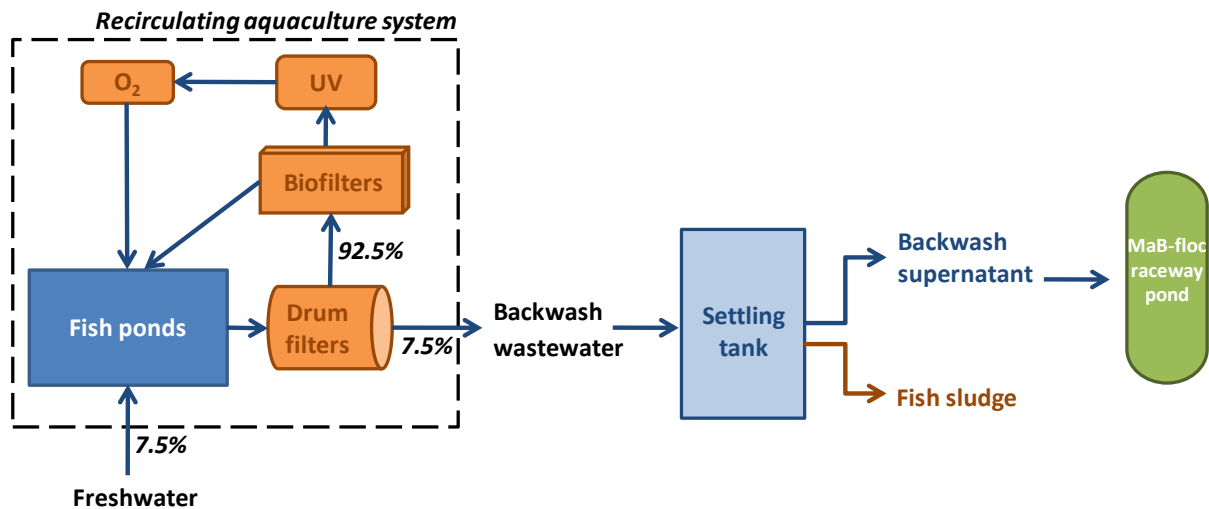 Recirculating aquaculture system
O₂
UV
Biofilters
92.5%
Fish ponds
Drum
filters
7.5%
Backwash
wastewater
Settling
tank
Backwash
supernatant
MaB-floc
raceway
pond
Fish sludge
7.5%
Freshwater